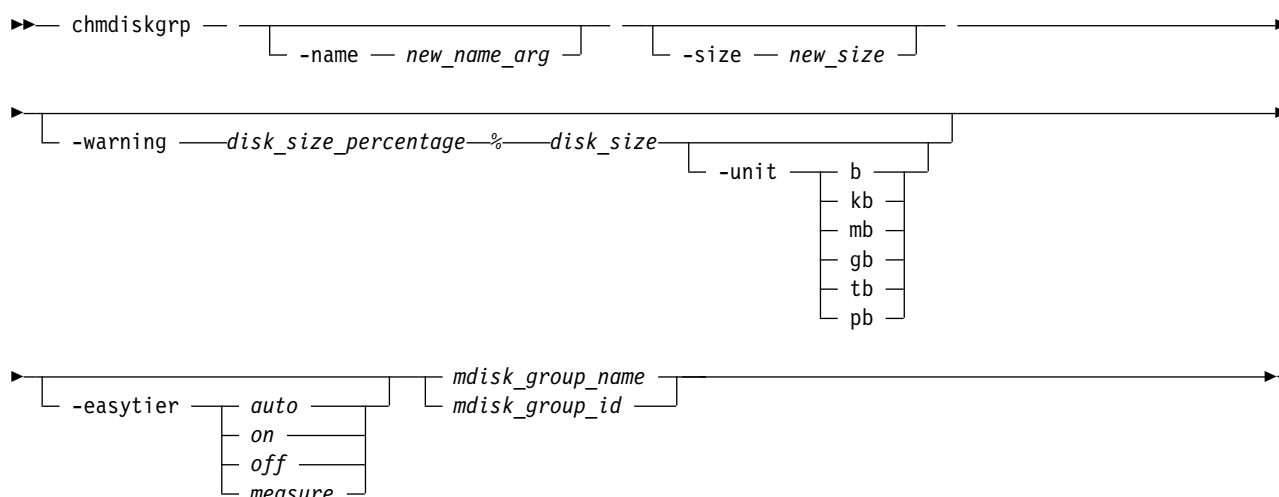 chmdiskgrp
-name new_name_arg -size new_size
-warning disk_size_percentage % disk_size
-unit b
kb
mb
gb
tb
pb
mdisk_group_name
-easytier auto mdisk_group_id
on
off
measure